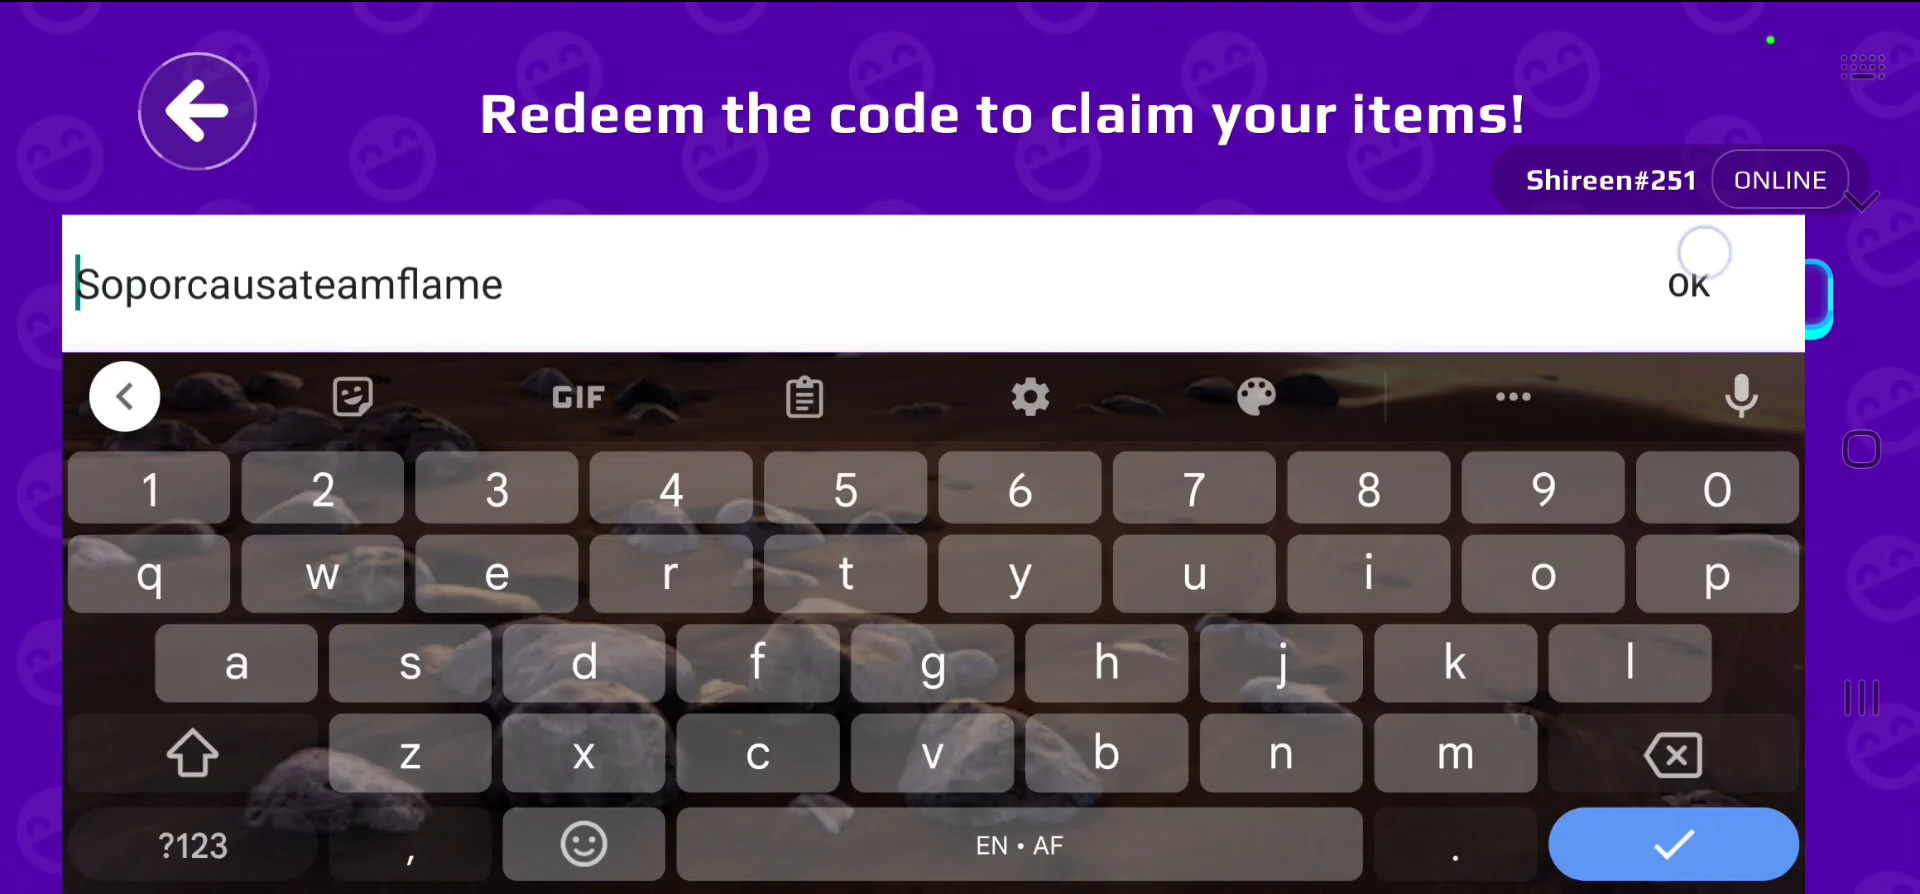 Redeem the code to claim your items!
Shireen#251 ONLINE
Soporcausateamflame OK
GIF
1 2 3 4 5 6 7 8 9 0
q w e r t y u i o p
a s d f g h j k l
z x c v b n m
?123 , EN • AF .